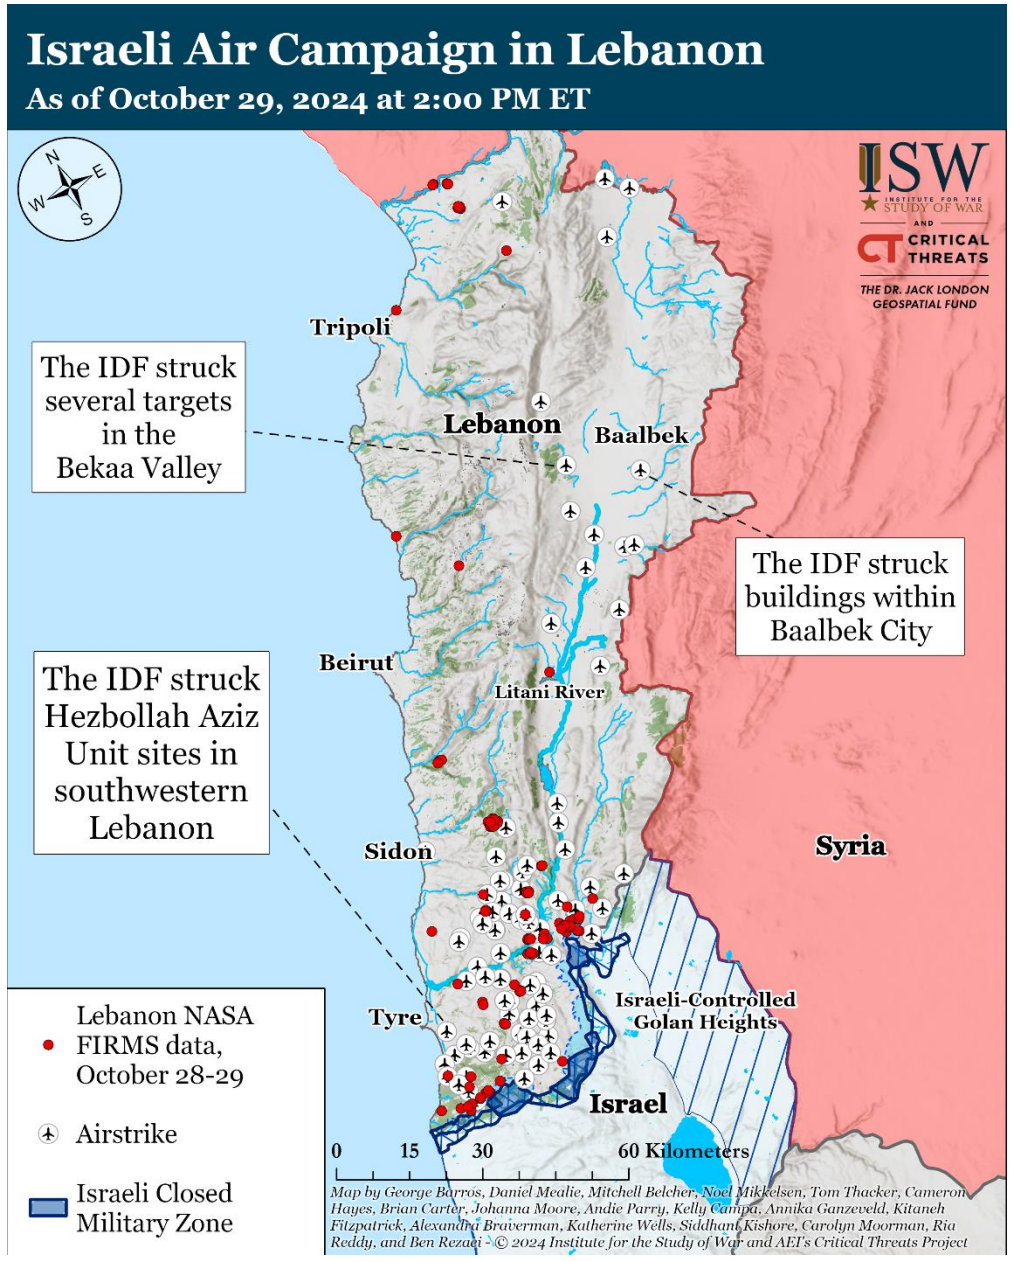 Israeli Air Campaign in Lebanon
As of October 29, 2024 at 2:00 PM ET
N
E
W
S
ISW
INSTITUTE FOR THE
STUDY OF WAR
AND
CT CRITICAL
THREATS
THE DR. JACK LONDON
GEOSPATIAL FUND
Tripoli
The IDF struck
several targets
in the
Bekaa Valley
Lebanon
Baalbek
The IDF struck
buildings within
Baalbek City
Beirut
Litani River
The IDF struck
Hezbollah Aziz
Unit sites in
southwestern
Lebanon
Sidon
Syria
Tyre
Israeli-Controlled
Golan Heights
Israel
Lebanon NASA
FIRMS data,
October 28-29
Airstrike
Israeli Closed
Military Zone
0 15 30 60 Kilometers
Map by George Barros, Daniel Mealie, Mitchell Belcher, Noel Mikkelsen, Tom Thacker, Cameron
Hayes, Brian Carter, Johanna Moore, Andie Parry, Kelly Campa, Annika Ganzeveld, Kitaneh
Fitzpatrick, Alexandra Braverman, Katherine Wells, Siddhant Kishore, Carolyn Moorman, Ria
Reddy, and Ben Rezaei - © 2024 Institute for the Study of War and AEI's Critical Threats Project